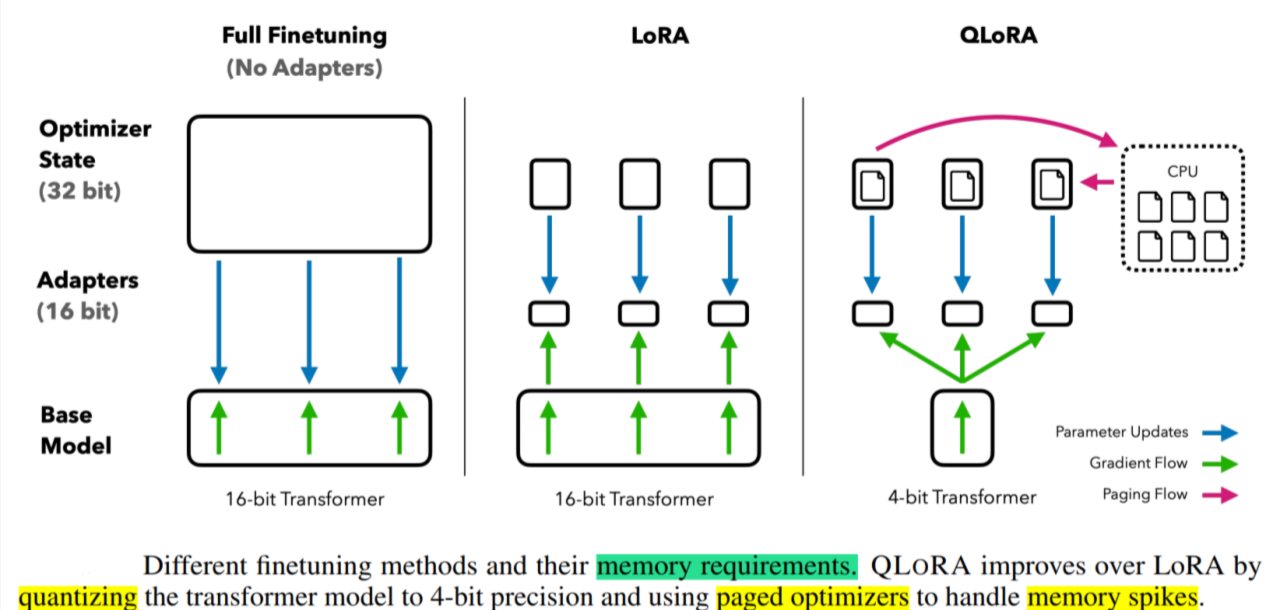 Full Finetuning
(No Adapters)
LoRA
QLoRA
Optimizer
State
(32 bit)
CPU
Adapters
(16 bit)
Base
Model
Parameter Updates
Gradient Flow
Paging Flow
16-bit Transformer
16-bit Transformer
4-bit Transformer
Different finetuning methods and their memory requirements. QLORA improves over LoRA by
quantizing the transformer model to 4-bit precision and using paged optimizers to handle memory spikes.